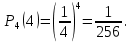 P₄(4) = (1/4)⁴ = 1/256.